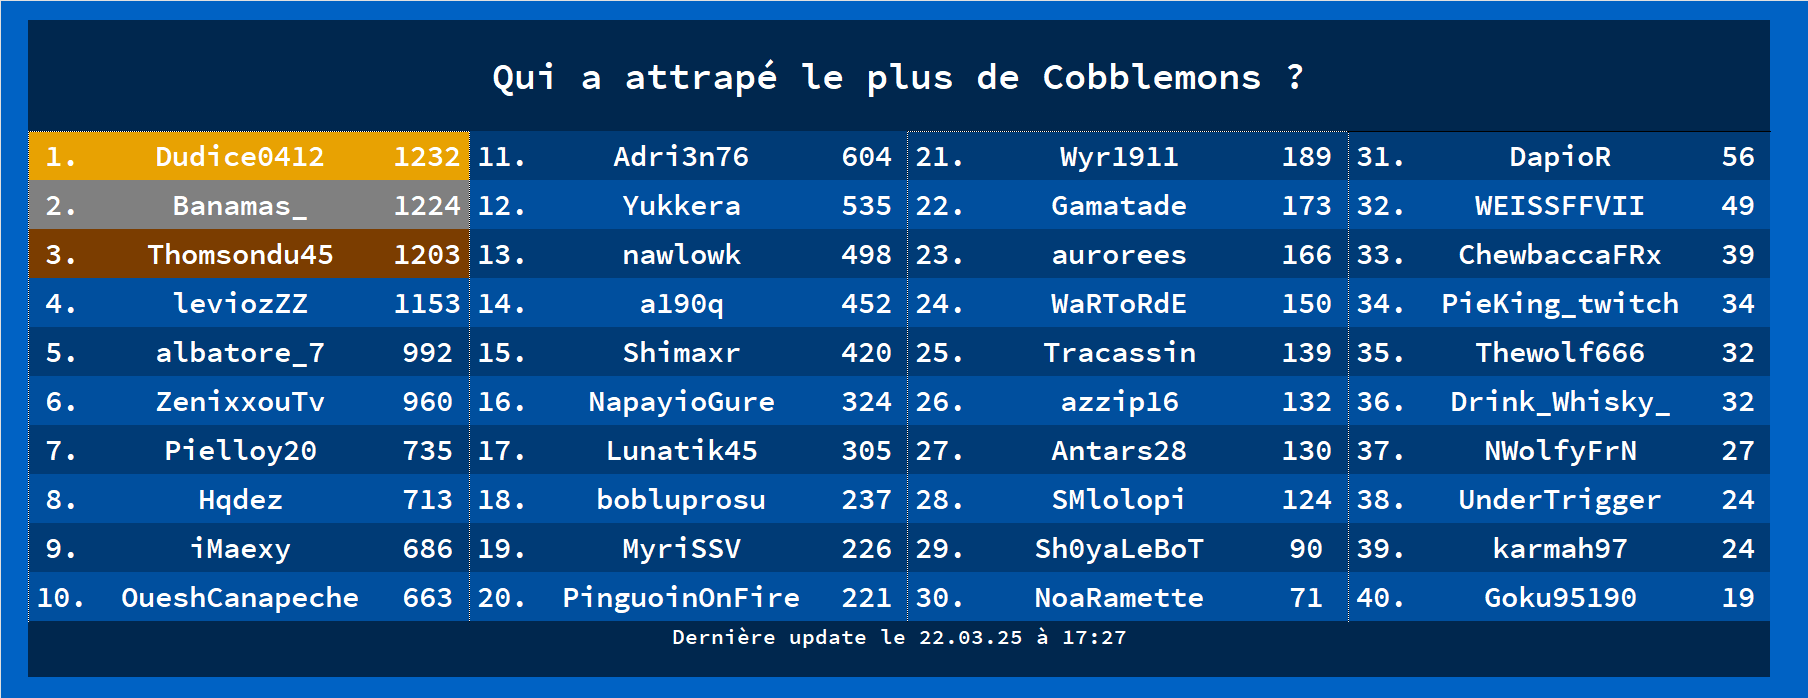 Qui a attrapé le plus de Cobblemons ?
1. Dudice0412 1232 11. Adri3n76 604 21. Wyr1911 189 31. DapioR 56
2. Banamas_ 1224 12. Yukkera 535 22. Gamatade 173 32. WEISSFFVII 49
3. Thomsondu45 1203 13. nawlowk 498 23. aurorees 166 33. ChewbaccaFRx 39
4. leviozZZ 1153 14. a190q 452 24. WaRToRdE 150 34. PieKing_twitch 34
5. albatore_7 992 15. Shimaxr 420 25. Tracassin 139 35. Thewolf666 32
6. ZenixxouTv 960 16. NapayioGure 324 26. azzip16 132 36. Drink_Whisky_ 32
7. Pielloy20 735 17. Lunatik45 305 27. Antars28 130 37. NWolfyFrN 27
8. Hqdez 713 18. bobluprosu 237 28. SMlolopi 124 38. UnderTrigger 24
9. iMaexy 686 19. MyriSSV 226 29. Sh0yaLeBoT 90 39. karmah97 24
10. OueshCanapeche 663 20. PinguoinOnFire 221 30. NoaRamette 71 40. Goku95190 19
Dernière update le 22.03.25 à 17:27